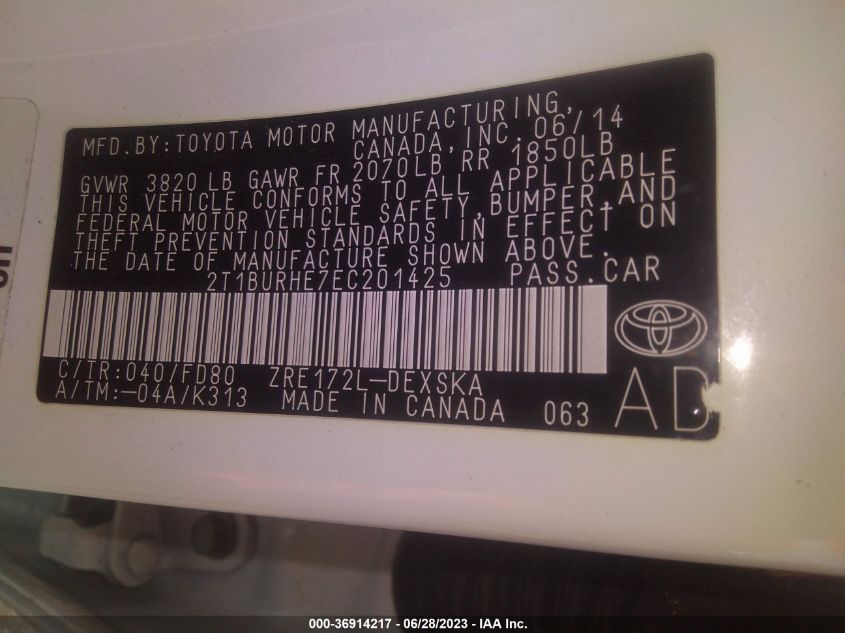 MFD.BY:TOYOTA MOTOR MANUFACTURING,
CANADA,INC. 06/14
GVWR 3820 LB GAWR FR 2070LB RR 1850LB
THIS VEHICLE CONFORMS TO ALL APPLICABLE
FEDERAL MOTOR VEHICLE SAFETY,BUMPER,AND
THEFT PREVENTION STANDARDS IN EFFECT ON
THE DATE OF MANUFACTURE SHOWN ABOVE.
2T1BURHE7EC201425 PASS.CAR
C/TR:040/FD80 ZRE172L-DEXSKA
A/TM:-04A/K313 MADE IN CANADA 063 AD
000-36914217 - 06/28/2023 - IAA Inc.